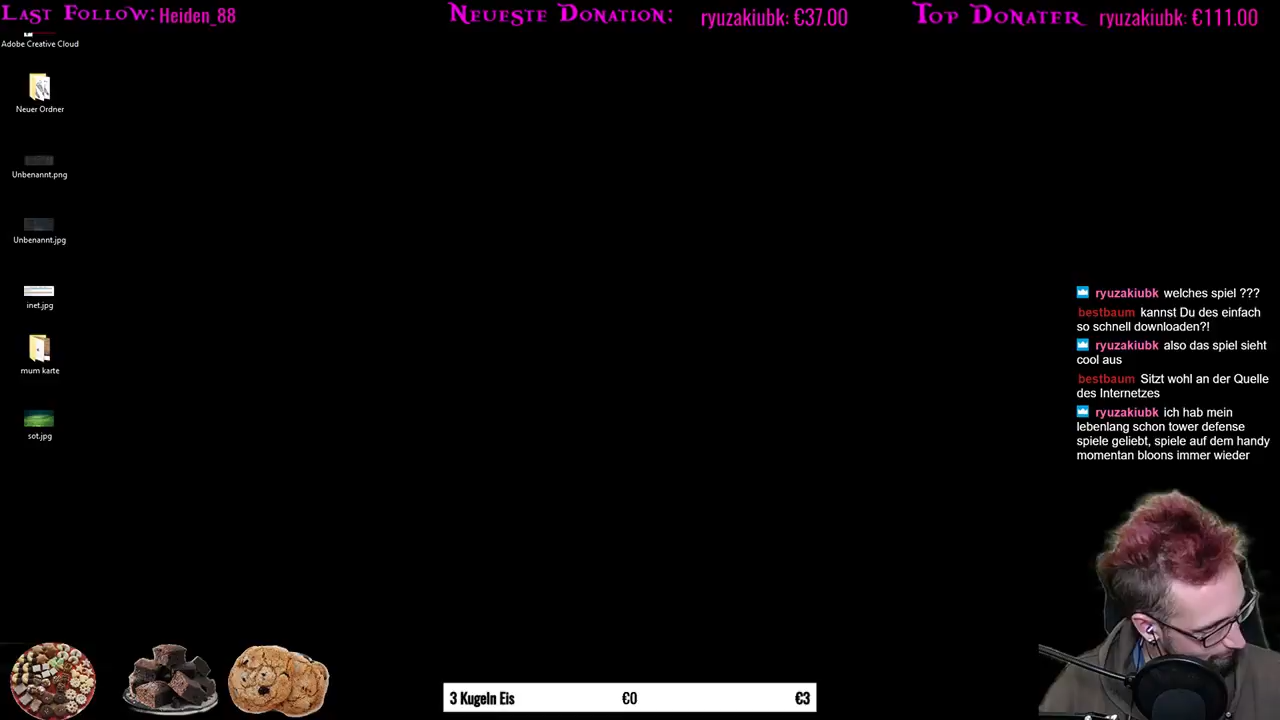 Last Follow: Heiden_88
Neueste Donation: ryuzakiubk: €37.00
Top Donater ryuzakiubk: €111.00
Adobe Creative Cloud
Neuer Ordner
Unbenannt.png
Unbenannt.jpg
inet.jpg
mum karte
sot.jpg
ryuzakiubk welches spiel ???
bestbaum kannst Du des einfach
so schnell downloaden?!
ryuzakiubk also das spiel sieht
cool aus
bestbaum Sitzt wohl an der Quelle
des Internetzes
ryuzakiubk ich hab mein
lebenlang schon tower defense
spiele geliebt, spiele auf dem handy
momentan bloons immer wieder
3 Kugeln Eis €0 €3